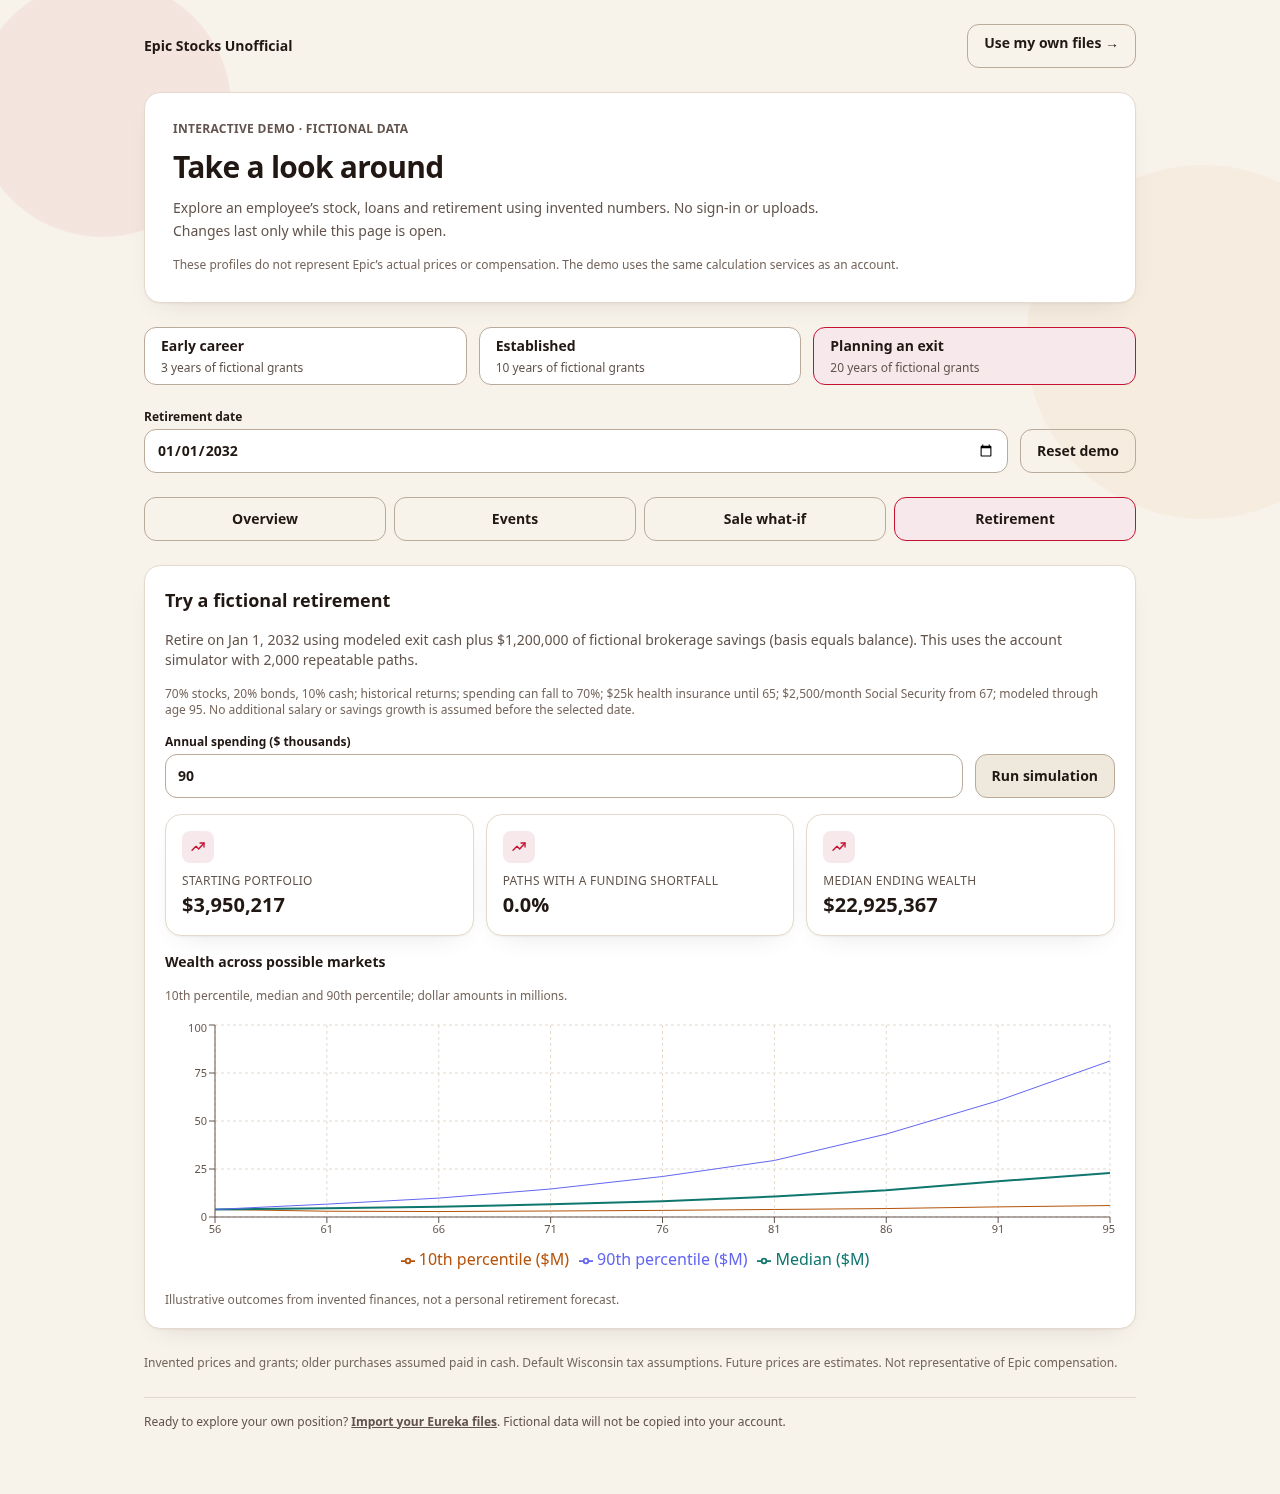 Epic Stocks Unofficial
Use my own files →
INTERACTIVE DEMO · FICTIONAL DATA
Take a look around
Explore an employee’s stock, loans and retirement using invented numbers. No sign-in or uploads.
Changes last only while this page is open.
These profiles do not represent Epic’s actual prices or compensation. The demo uses the same calculation services as an account.
Early career
3 years of fictional grants
Established
10 years of fictional grants
Planning an exit
20 years of fictional grants
Retirement date
01/01/2032
Reset demo
Overview
Events
Sale what-if
Retirement
Try a fictional retirement
Retire on Jan 1, 2032 using modeled exit cash plus $1,200,000 of fictional brokerage savings (basis equals balance). This uses the account
simulator with 2,000 repeatable paths.
70% stocks, 20% bonds, 10% cash; historical returns; spending can fall to 70%; $25k health insurance until 65; $2,500/month Social Security from 67; modeled through
age 95. No additional salary or savings growth is assumed before the selected date.
Annual spending ($ thousands)
90
Run simulation
STARTING PORTFOLIO
$3,950,217
PATHS WITH A FUNDING SHORTFALL
0.0%
MEDIAN ENDING WEALTH
$22,925,367
Wealth across possible markets
10th percentile, median and 90th percentile; dollar amounts in millions.
100
75
50
25
0
56 61 66 71 76 81 86 91 95
10th percentile ($M) 90th percentile ($M) Median ($M)
Illustrative outcomes from invented finances, not a personal retirement forecast.
Invented prices and grants; older purchases assumed paid in cash. Default Wisconsin tax assumptions. Future prices are estimates. Not representative of Epic compensation.
Ready to explore your own position? Import your Eureka files. Fictional data will not be copied into your account.